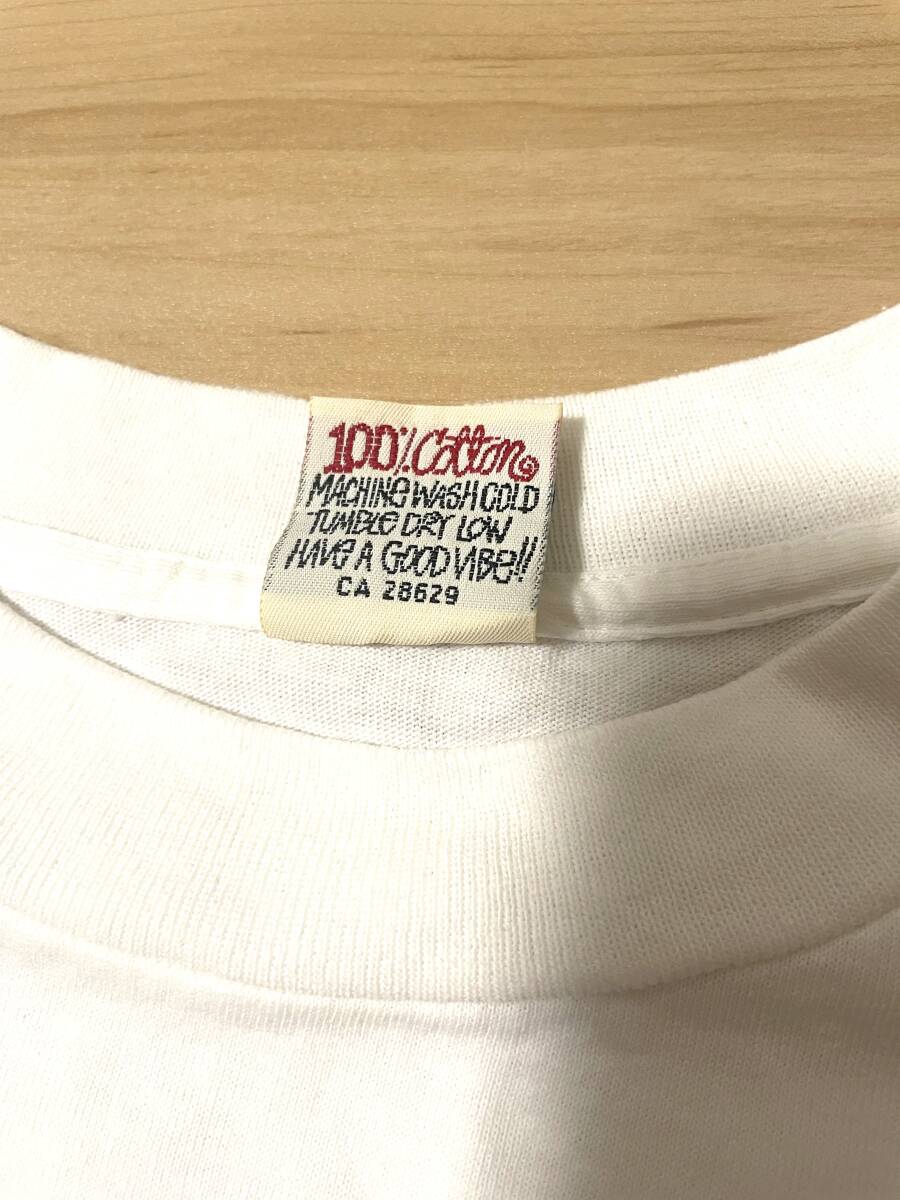 100% Cotton
MACHINE WASH COLD
TUMBLE DRY LOW
HAVE A GOOD VIBE!!
CA 28629